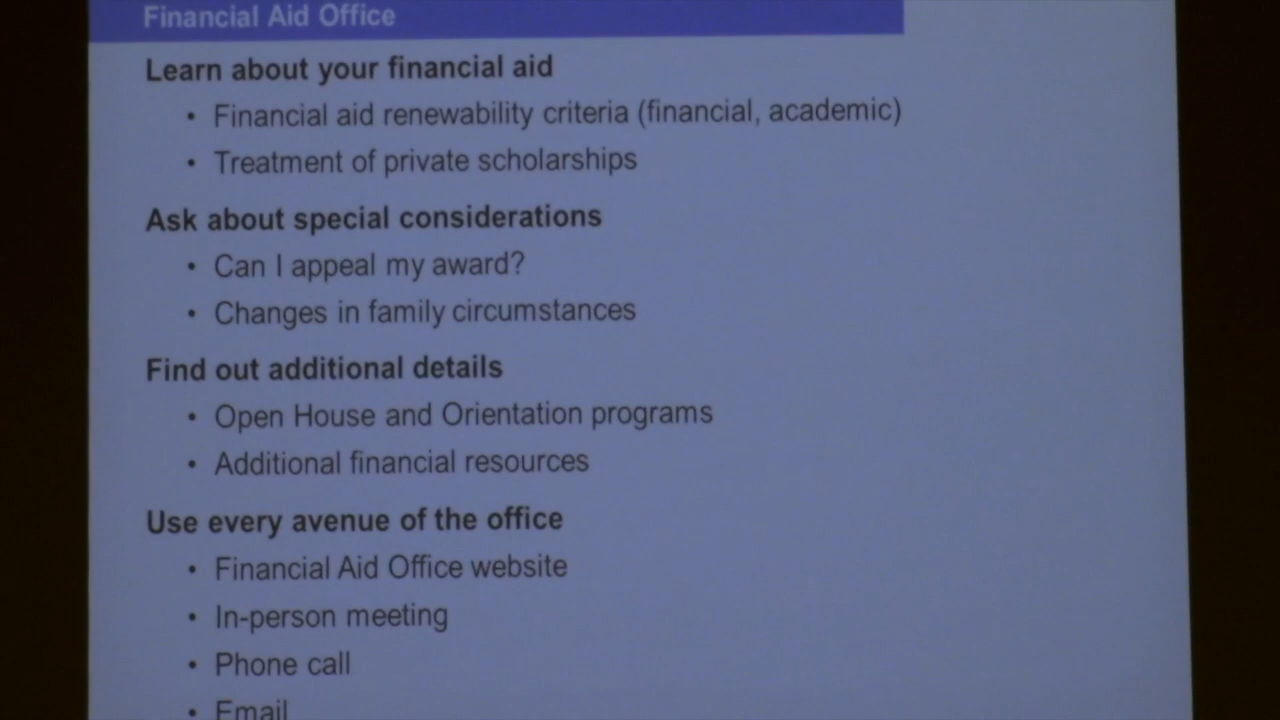 Financial Aid Office
Learn about your financial aid
• Financial aid renewability criteria (financial, academic)
• Treatment of private scholarships
Ask about special considerations
• Can I appeal my award?
• Changes in family circumstances
Find out additional details
• Open House and Orientation programs
• Additional financial resources
Use every avenue of the office
• Financial Aid Office website
• In-person meeting
• Phone call
• Email